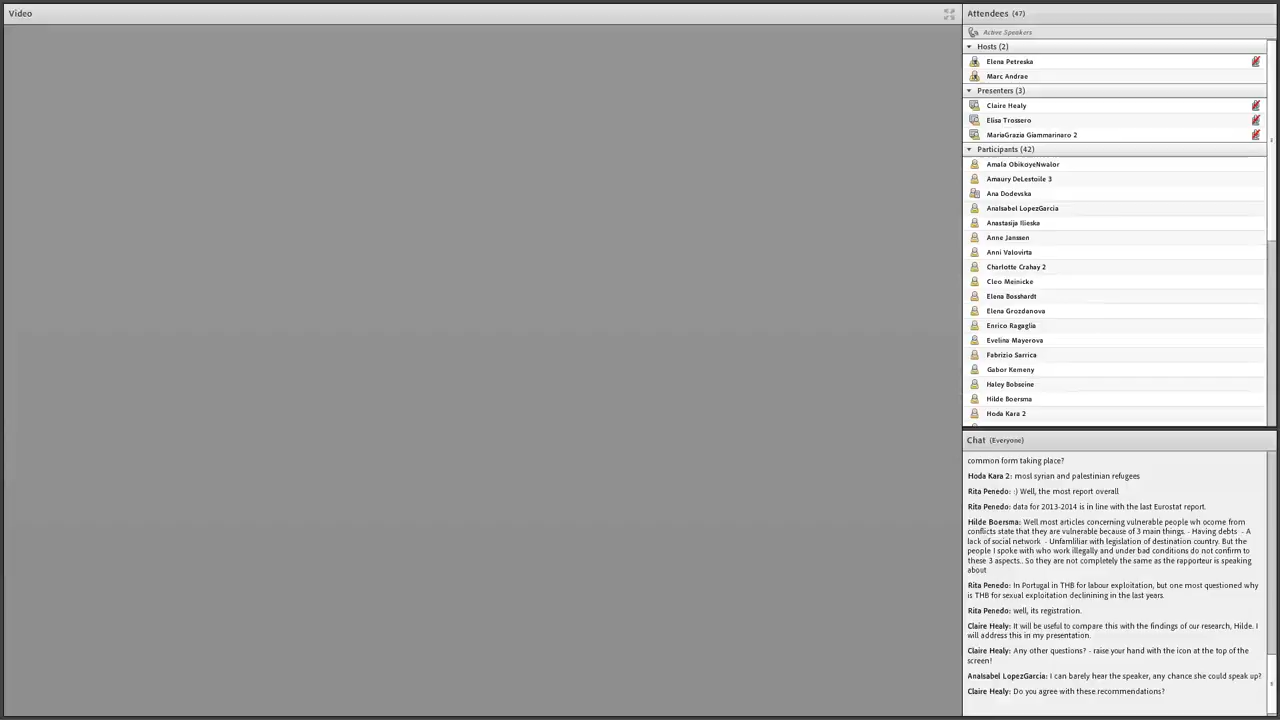 Video
Attendees (47)
Active Speakers
Hosts (2)
Elena Petreska
Marc Andrae
Presenters (3)
Claire Healy
Elisa Trossero
MariaGrazia Giammarinaro 2
Participants (42)
Amala ObikoyeNwalor
Amaury DeLestoile 3
Ana Dodevska
AnaIsabel LopezGarcia
Anastasija Ilieska
Anne Janssen
Anni Valovirta
Charlotte Crahay 2
Cleo Meinicke
Elena Bosshardt
Elena Grozdanova
Enrico Ragaglia
Evelina Mayerova
Fabrizio Sarrica
Gabor Kemeny
Haley Bobseine
Hilde Boersma
Hoda Kara 2
Chat (Everyone)
common form taking place?
Hoda Kara 2: mosl syrian and palestinian refugees
Rita Penedo: :) Well, the most report overall
Rita Penedo: data for 2013-2014 is in line with the last Eurostat report.
Hilde Boersma: Well most articles concerning vulnerable people wh ocome from
conflicts state that they are vulnerable because of 3 main things. - Having debts - A
lack of social network - Unfamliliar with legislation of destination country. But the
people I spoke with who work illegally and under bad conditions do not confirm to
these 3 aspects.. So they are not completely the same as the rapporteur is speaking
about
Rita Penedo: In Portugal in THB for labour exploitation, but one most questioned why
is THB for sexual exploitation declinining in the last years.
Rita Penedo: well, its registration.
Claire Healy: It will be useful to compare this with the findings of our research, Hilde. I
will address this in my presentation.
Claire Healy: Any other questions? - raise your hand with the icon at the top of the
screen!
AnaIsabel LopezGarcia: I can barely hear the speaker, any chance she could speak up?
Claire Healy: Do you agree with these recommendations?